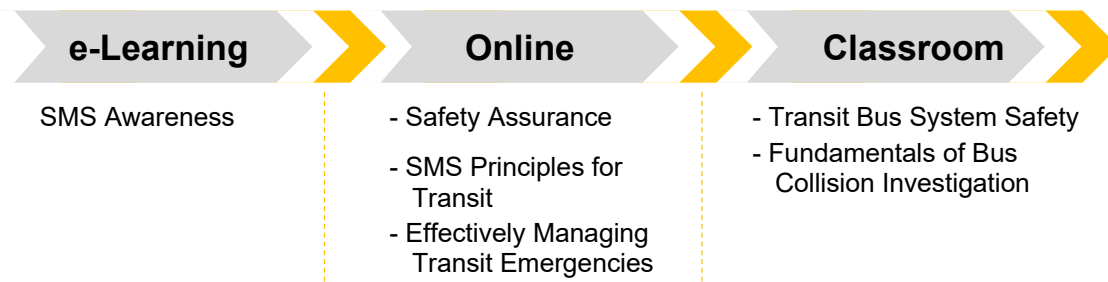 e-Learning
SMS Awareness
Online
- Safety Assurance
- SMS Principles for
Transit
- Effectively Managing
Transit Emergencies
Classroom
- Transit Bus System Safety
- Fundamentals of Bus
Collision Investigation